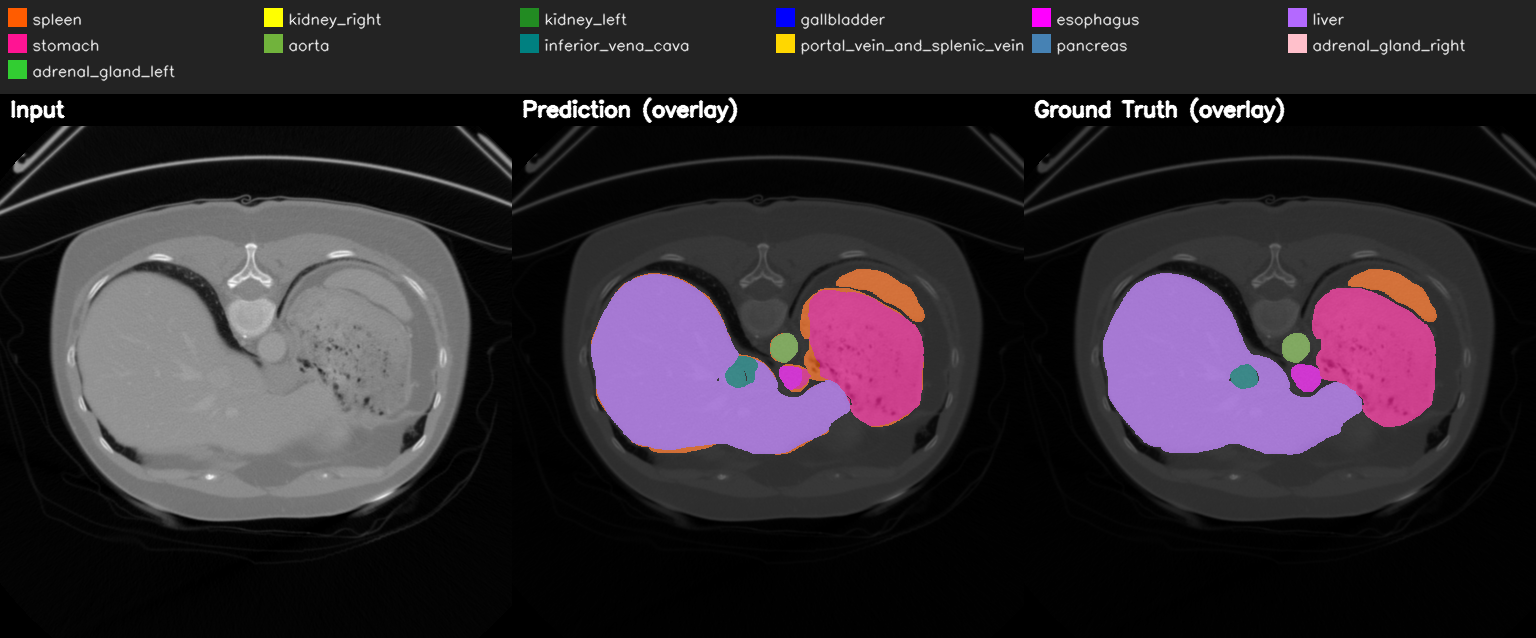 spleen
kidney_right
kidney_left
gallbladder
esophagus
liver
stomach
aorta
inferior_vena_cava
portal_vein_and_splenic_vein
pancreas
adrenal_gland_right
adrenal_gland_left
Input
Prediction (overlay)
Ground Truth (overlay)